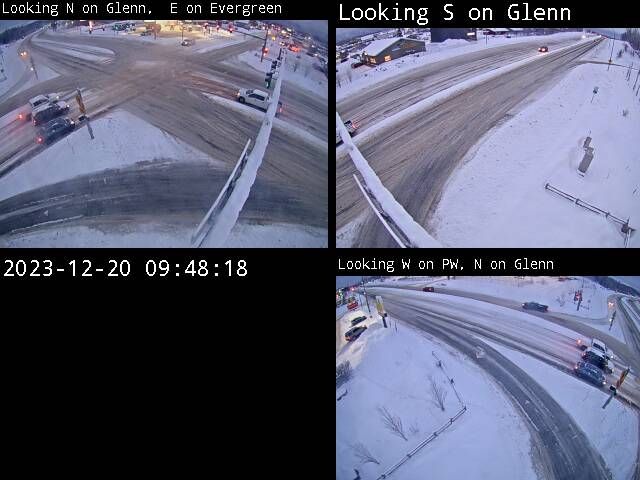 Looking N on Glenn,  E on Evergreen
Looking S on Glenn
2023-12-20 09:48:18
Looking W on PW, N on Glenn